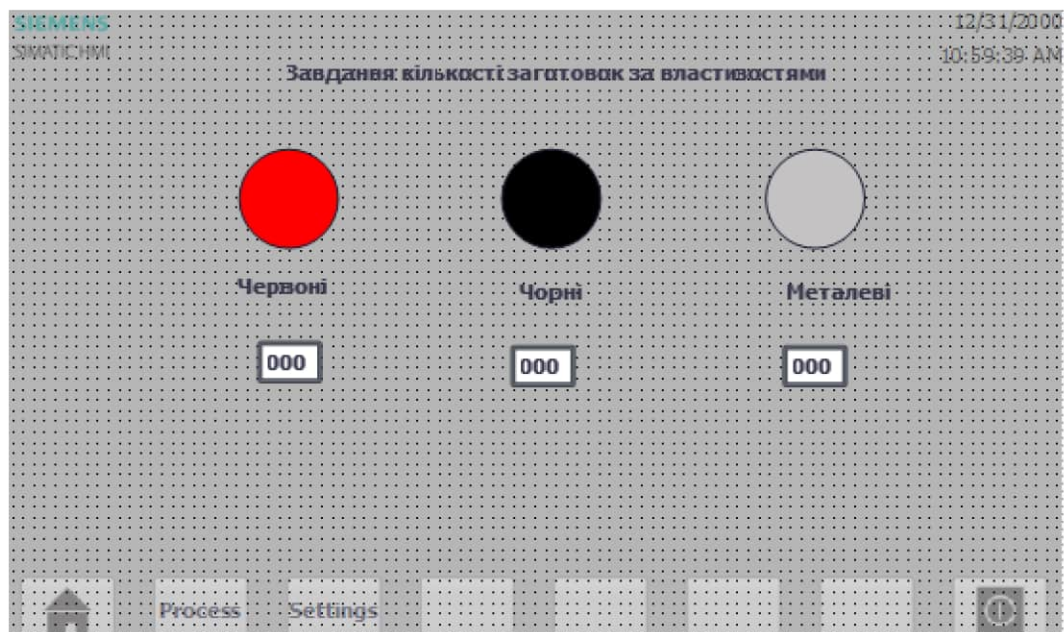 SIEMENS
12/31/2000
SIMATIC HMI
10:59:39 AM
Завдання кількості заготовок за властивостями
Червоні
Чорні
Металеві
000
000
000
Process
Settings